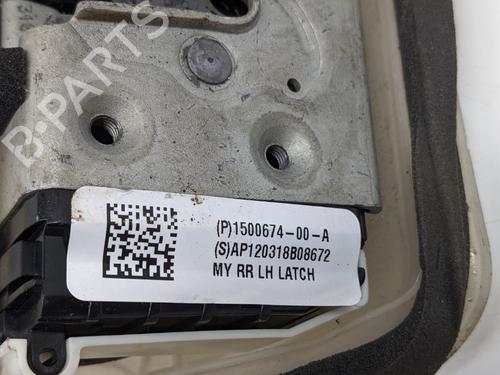 B-PARTS
(P)1500674-00-A
(S)AP120318B08672
MY RR LH LATCH